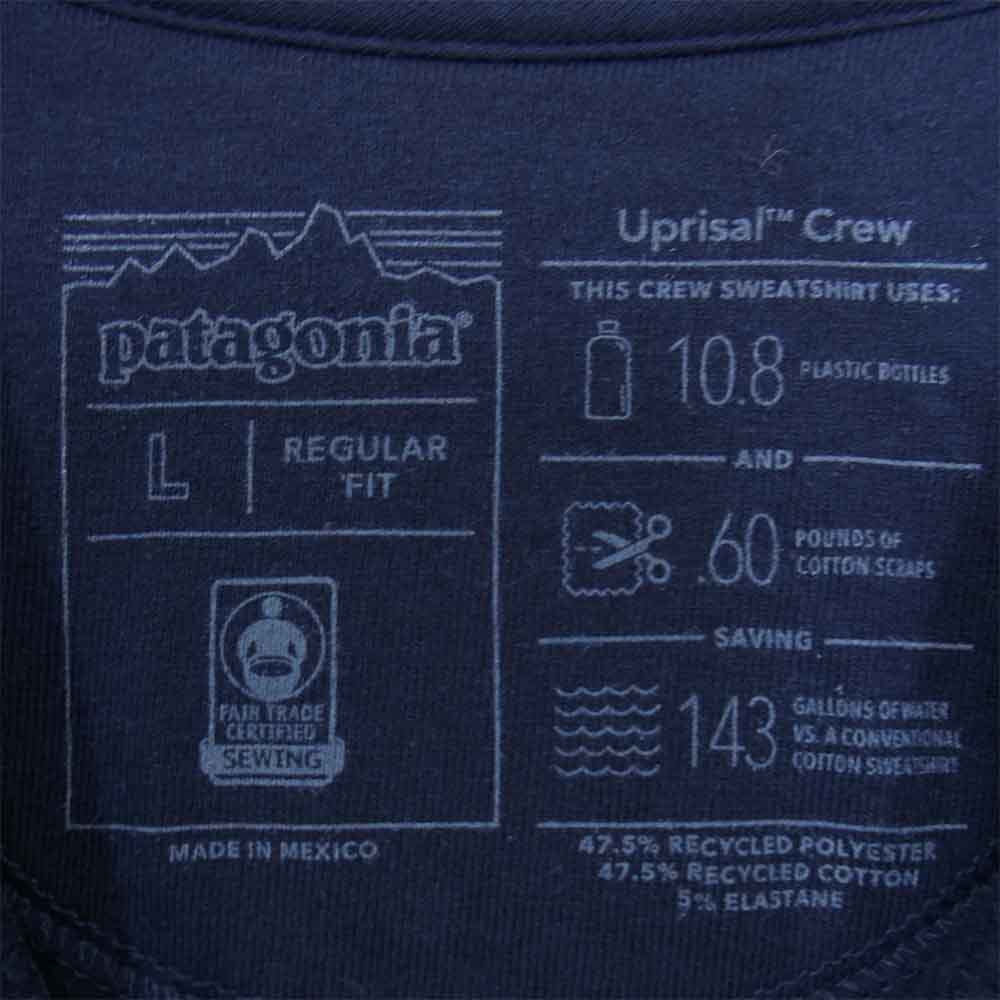 patagonia®
L
REGULAR
FIT
FAIR TRADE
CERTIFIED
SEWING
MADE IN MEXICO
Uprisal™ Crew
THIS CREW SWEATSHIRT USES:
10.8 PLASTIC BOTTLES
AND
.60 POUNDS OF
COTTON SCRAPS
SAVING
143 GALLONS OF WATER
VS. A CONVENTIONAL
COTTON SWEATSHIRT
47.5% RECYCLED POLYESTER
47.5% RECYCLED COTTON
5% ELASTANE